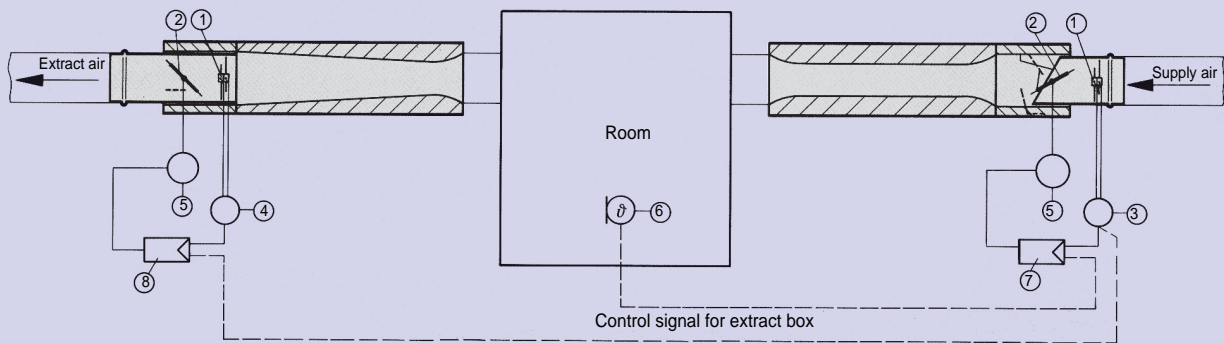 2 1
2 1
Extract air
Supply air
Room
5
4
ϑ 6
5
3
8
7
Control signal for extract box